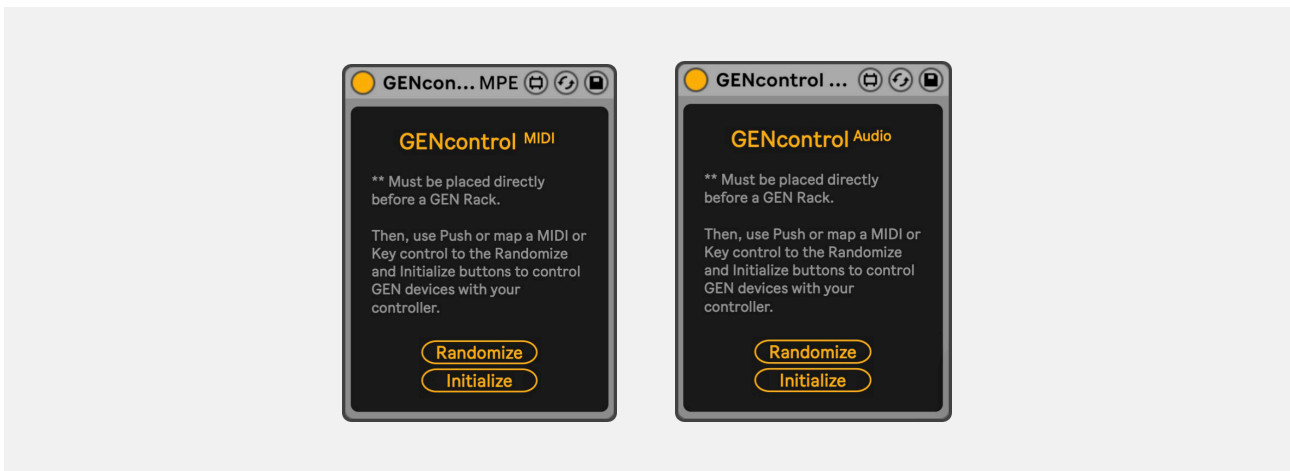 GENcon... MPE
GENcontrol MIDI
** Must be placed directly
before a GEN Rack.
Then, use Push or map a MIDI or
Key control to the Randomize
and Initialize buttons to control
GEN devices with your
controller.
Randomize
Initialize
GENcontrol ...
GENcontrol Audio
** Must be placed directly
before a GEN Rack.
Then, use Push or map a MIDI or
Key control to the Randomize
and Initialize buttons to control
GEN devices with your
controller.
Randomize
Initialize